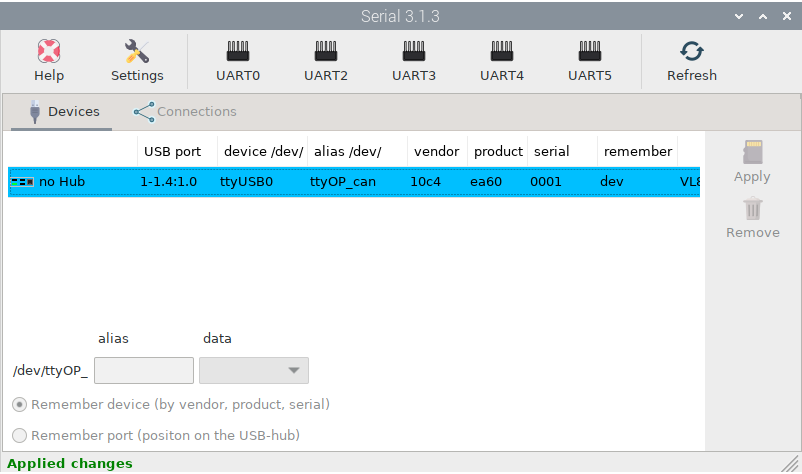 Serial 3.1.3
Help Settings UART0 UART2 UART3 UART4 UART5 Refresh
Devices Connections
USB port device /dev/ alias /dev/ vendor product serial remember
no Hub 1-1.4:1.0 ttyUSB0 ttyOP_can 10c4 ea60 0001 dev
Apply
Remove
alias data
/dev/ttyOP_
Remember device (by vendor, product, serial)
Remember port (positon on the USB-hub)
Applied changes